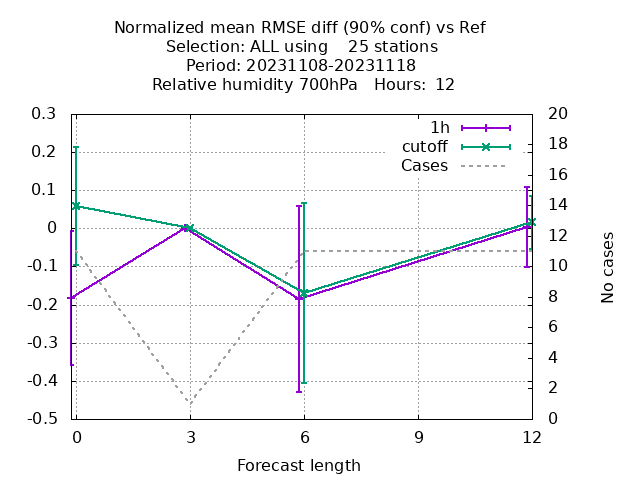 Normalized mean RMSE diff (90% conf) vs Ref
Selection: ALL using    25 stations
Period: 20231108-20231118
Relative humidity 700hPa   Hours:  12
1h
cutoff
Cases
0.3
0.2
0.1
0
-0.1
-0.2
-0.3
-0.4
-0.5
20
18
16
14
12
10
8
6
4
2
0
No cases
0 3 6 9 12
Forecast length